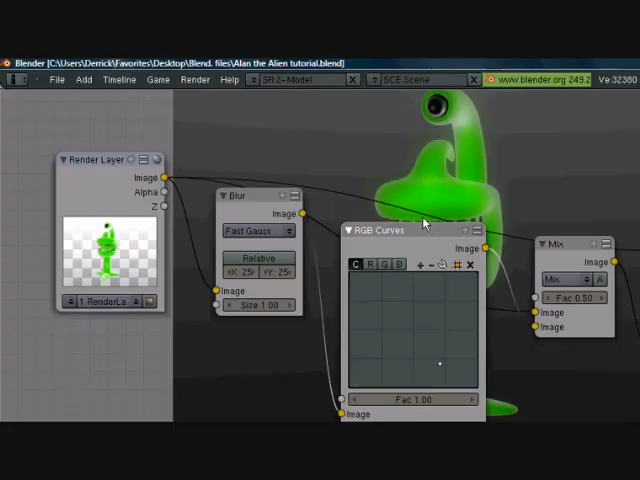 Blender [C:\Users\Derrick\Favorites\Desktop\Blend. files\Alan the Alien tutorial.blend]
File Add Timeline Game Render Help SR:2-Model SCE:Scene www.blender.org 249.2 Ve:32380
Render Layer
Image
Alpha
Z
1 RenderLa
Blur
Image
Fast Gauss
Relative
X: 25 Y: 25
Image
Size 1.00
RGB Curves
Image
C R G B
Fac 1.00
Image
Mix
Image
Mix A
Fac 0.50
Image
Image